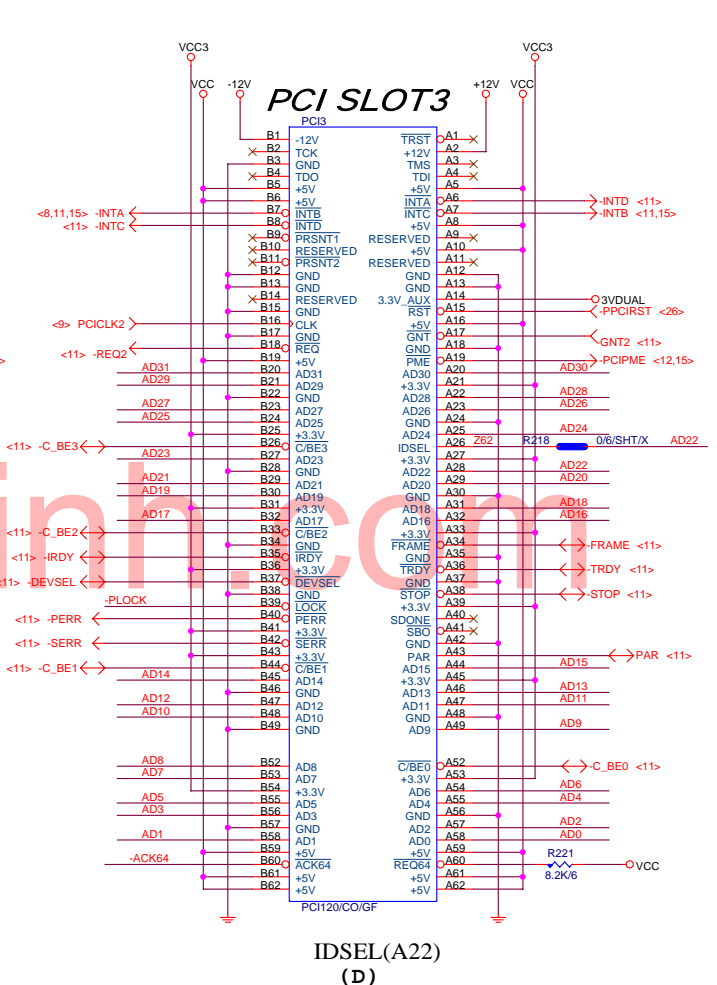 VCC3
VCC3
VCC
-12V
+12V
VCC
PCI SLOT3
PCI3
B1 -12V TRST A1
B2 TCK +12V A2
B3 GND TMS A3
B4 TDO TDI A4
B5 +5V +5V A5
B6 +5V INTA A6 -INTD <11>
<8,11,15> -INTA B7 INTB INTC A7 -INTB <11,15>
<11> -INTC B8 INTD +5V A8
B9 PRSNT1 RESERVED A9
B10 RESERVED +5V A10
B11 PRSNT2 RESERVED A11
B12 GND GND A12
B13 GND GND A13
B14 RESERVED 3.3V_AUX A14 3VDUAL
B15 GND RST A15 -PPCIRST <26>
<9> PCICLK2 B16 CLK +5V A16
B17 GND GNT A17 -GNT2 <11>
<11> -REQ2 B18 REQ GND A18
B19 +5V PME A19 -PCIPME <12,15>
AD31 B20 AD31 AD30 A20 AD30
AD29 B21 AD29 +3.3V A21
B22 GND AD28 A22 AD28
AD27 B23 AD27 AD26 A23 AD26
AD25 B24 AD25 GND A24
B25 +3.3V AD24 A25 AD24
<11> -C_BE3 B26 C/BE3 IDSEL A26 Z62 R218 0/6/SHT/X AD22
AD23 B27 AD23 +3.3V A27
B28 GND AD22 A28 AD22
AD21 B29 AD21 AD20 A29 AD20
AD19 B30 AD19 GND A30
B31 +3.3V AD18 A31 AD18
AD17 B32 AD17 AD16 A32 AD16
<11> -C_BE2 B33 C/BE2 +3.3V A33
B34 GND FRAME A34 -FRAME <11>
<11> -IRDY B35 IRDY GND A35
B36 +3.3V TRDY A36 -TRDY <11>
<11> -DEVSEL B37 DEVSEL GND A37
B38 GND STOP A38 -STOP <11>
-PLOCK B39 LOCK +3.3V A39
<11> -PERR B40 PERR SDONE A40
B41 +3.3V SBO A41
<11> -SERR B42 SERR GND A42
B43 +3.3V PAR A43 PAR <11>
<11> -C_BE1 B44 C/BE1 AD15 A44 AD15
AD14 B45 AD14 +3.3V A45
B46 GND AD13 A46 AD13
AD12 B47 AD12 AD11 A47 AD11
AD10 B48 AD10 GND A48
B49 GND AD9 A49 AD9
AD8 B52 AD8 C/BE0 A52 -C_BE0 <11>
AD7 B53 AD7 +3.3V A53
B54 +3.3V AD6 A54 AD6
AD5 B55 AD5 AD4 A55 AD4
AD3 B56 AD3 GND A56
B57 GND AD2 A57 AD2
AD1 B58 AD1 AD0 A58 AD0
B59 +5V +5V A59
-ACK64 B60 ACK64 REQ64 A60 R221 8.2K/6 VCC
B61 +5V +5V A61
B62 +5V +5V A62
PCI120/CO/GF
inh.com
IDSEL(A22)
(D)